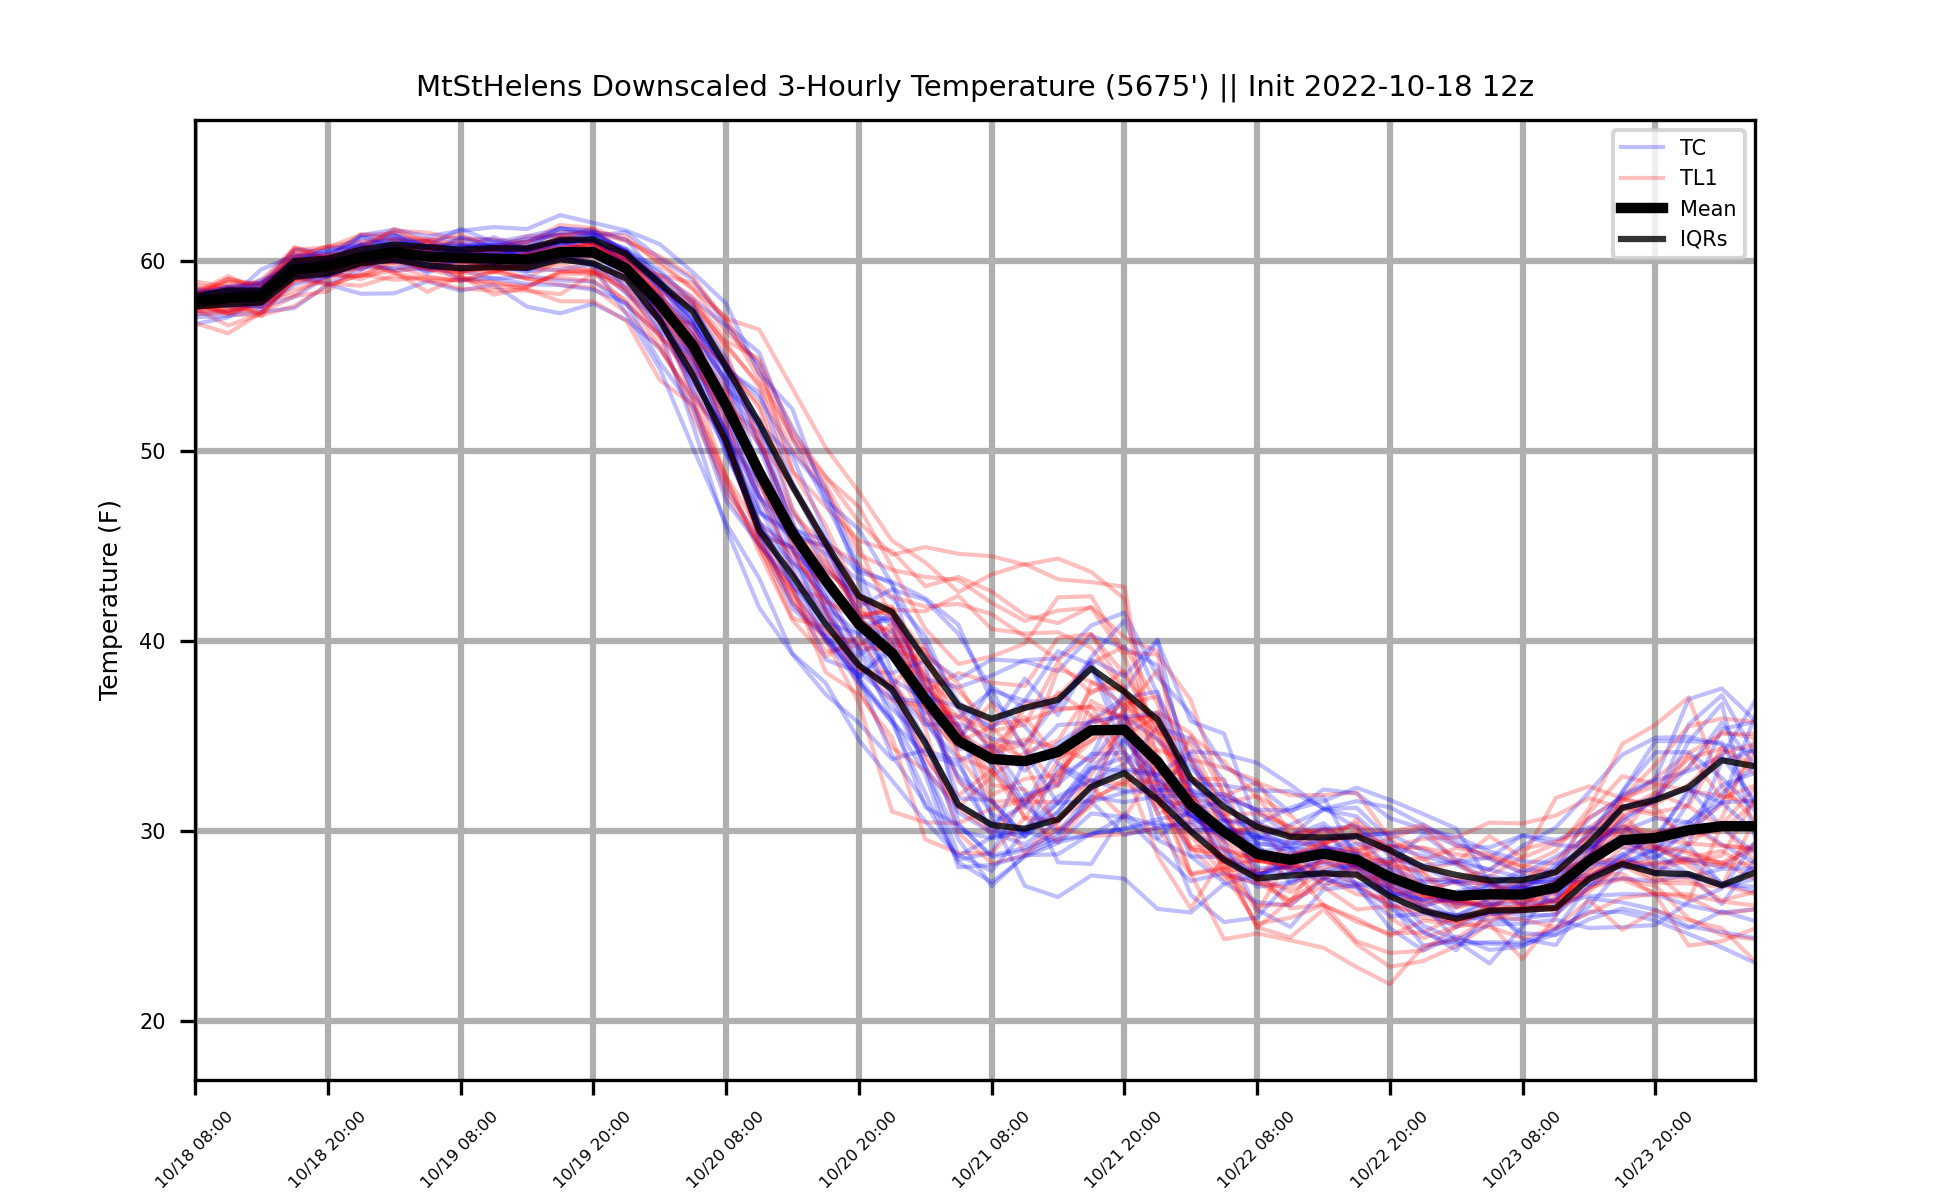 MtStHelens Downscaled 3-Hourly Temperature (5675') || Init 2022-10-18 12z
TC
TL1
Mean
IQRs
Temperature (F)
60
50
40
30
20
10/18 08:00
10/18 20:00
10/19 08:00
10/19 20:00
10/20 08:00
10/20 20:00
10/21 08:00
10/21 20:00
10/22 08:00
10/22 20:00
10/23 08:00
10/23 20:00